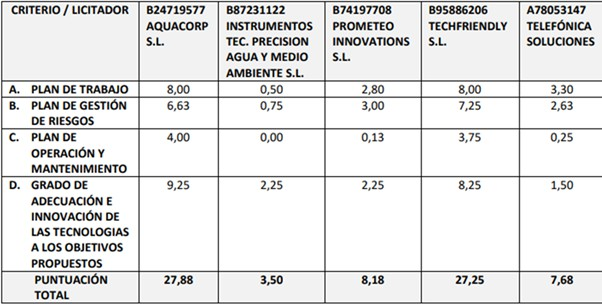 CRITERIO / LICITADOR B24719577 B87231122 B74197708 B95886206 A78053147
AQUACORP INSTRUMENTOS PROMETEO TECHFRIENDLY TELEFÓNICA
S.L. TEC. PRECISION INNOVATIONS S.L. SOLUCIONES
AGUA Y MEDIO S.L.
AMBIENTE S.L.
A. PLAN DE TRABAJO 8,00 0,50 2,80 8,00 3,30
B. PLAN DE GESTIÓN 6,63 0,75 3,00 7,25 2,63
DE RIESGOS
C. PLAN DE 4,00 0,00 0,13 3,75 0,25
OPERACIÓN Y
MANTENIMIENTO
D. GRADO DE 9,25 2,25 2,25 8,25 1,50
ADECUACIÓN E
INNOVACIÓN DE
LAS TECNOLOGIAS
A LOS OBJETIVOS
PROPUESTOS
PUNTUACIÓN 27,88 3,50 8,18 27,25 7,68
TOTAL